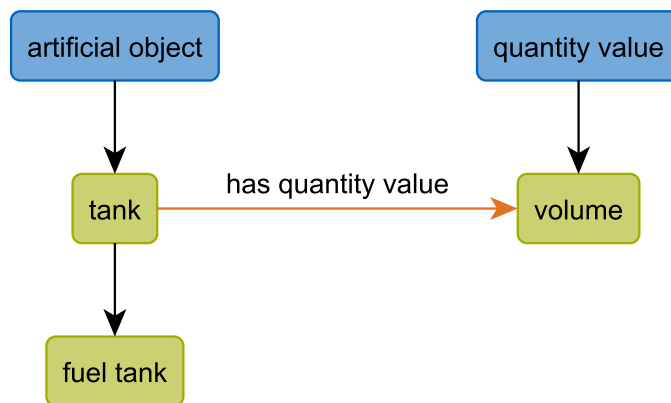 artificial object
quantity value
has quantity value
tank
volume
fuel tank